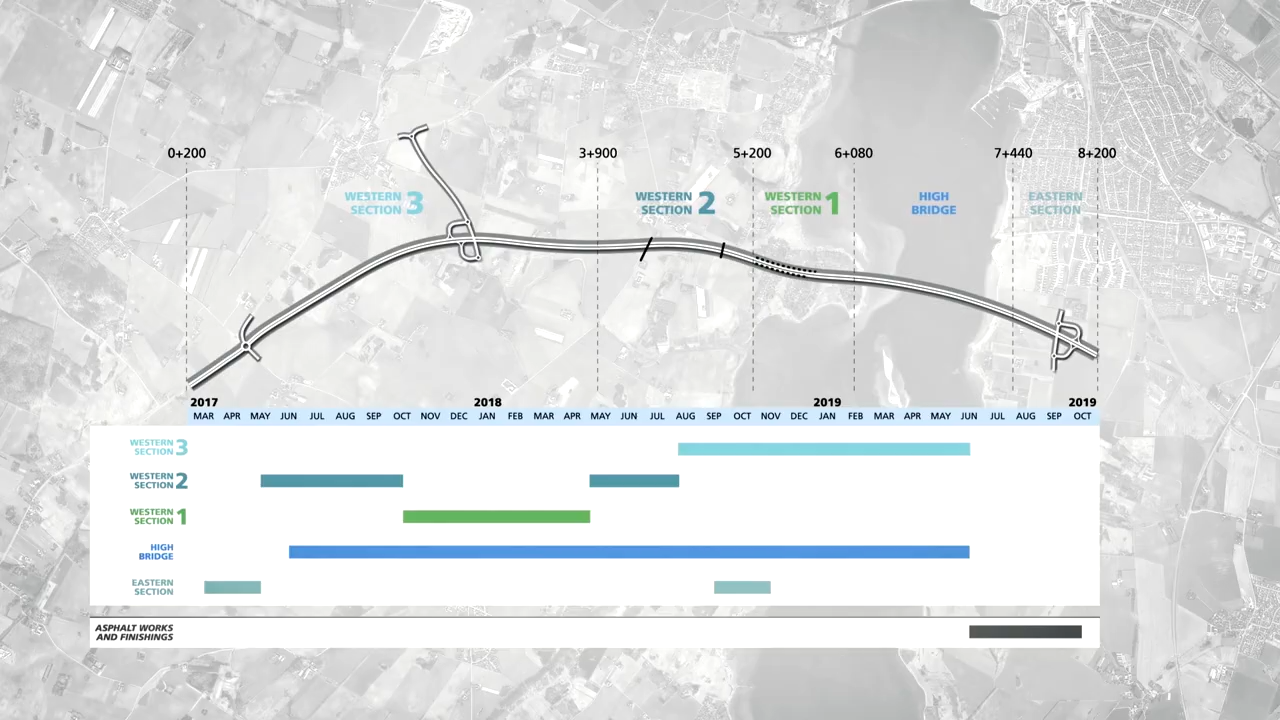 0+200 3+900 5+200 6+080 7+440 8+200
WESTERN SECTION 3
WESTERN SECTION 2
WESTERN SECTION 1
HIGH BRIDGE
EASTERN SECTION
2017 2018 2019 2019
MAR APR MAY JUN JUL AUG SEP OCT NOV DEC JAN FEB MAR APR MAY JUN JUL AUG SEP OCT NOV DEC JAN FEB MAR APR MAY JUN JUL AUG SEP OCT
WESTERN SECTION 3
WESTERN SECTION 2
WESTERN SECTION 1
HIGH BRIDGE
EASTERN SECTION
ASPHALT WORKS
AND FINISHINGS